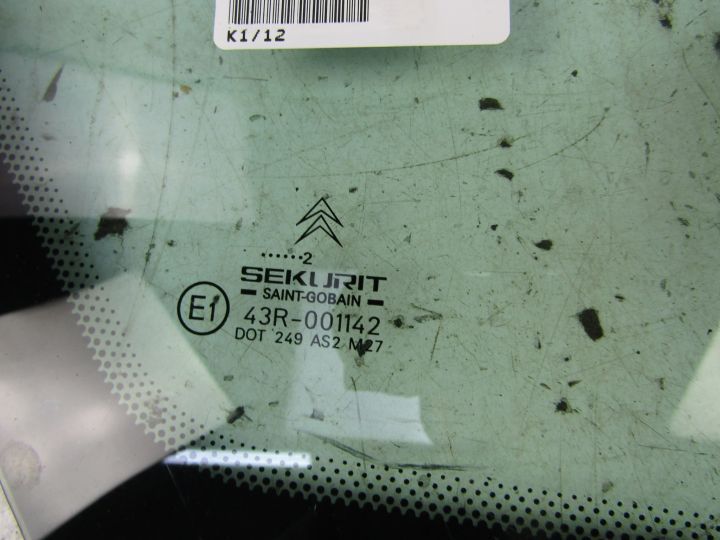 K1/12
......2
SEKURIT
SAINT-GOBAIN
E1
43R-001142
DOT 249 AS2 M27